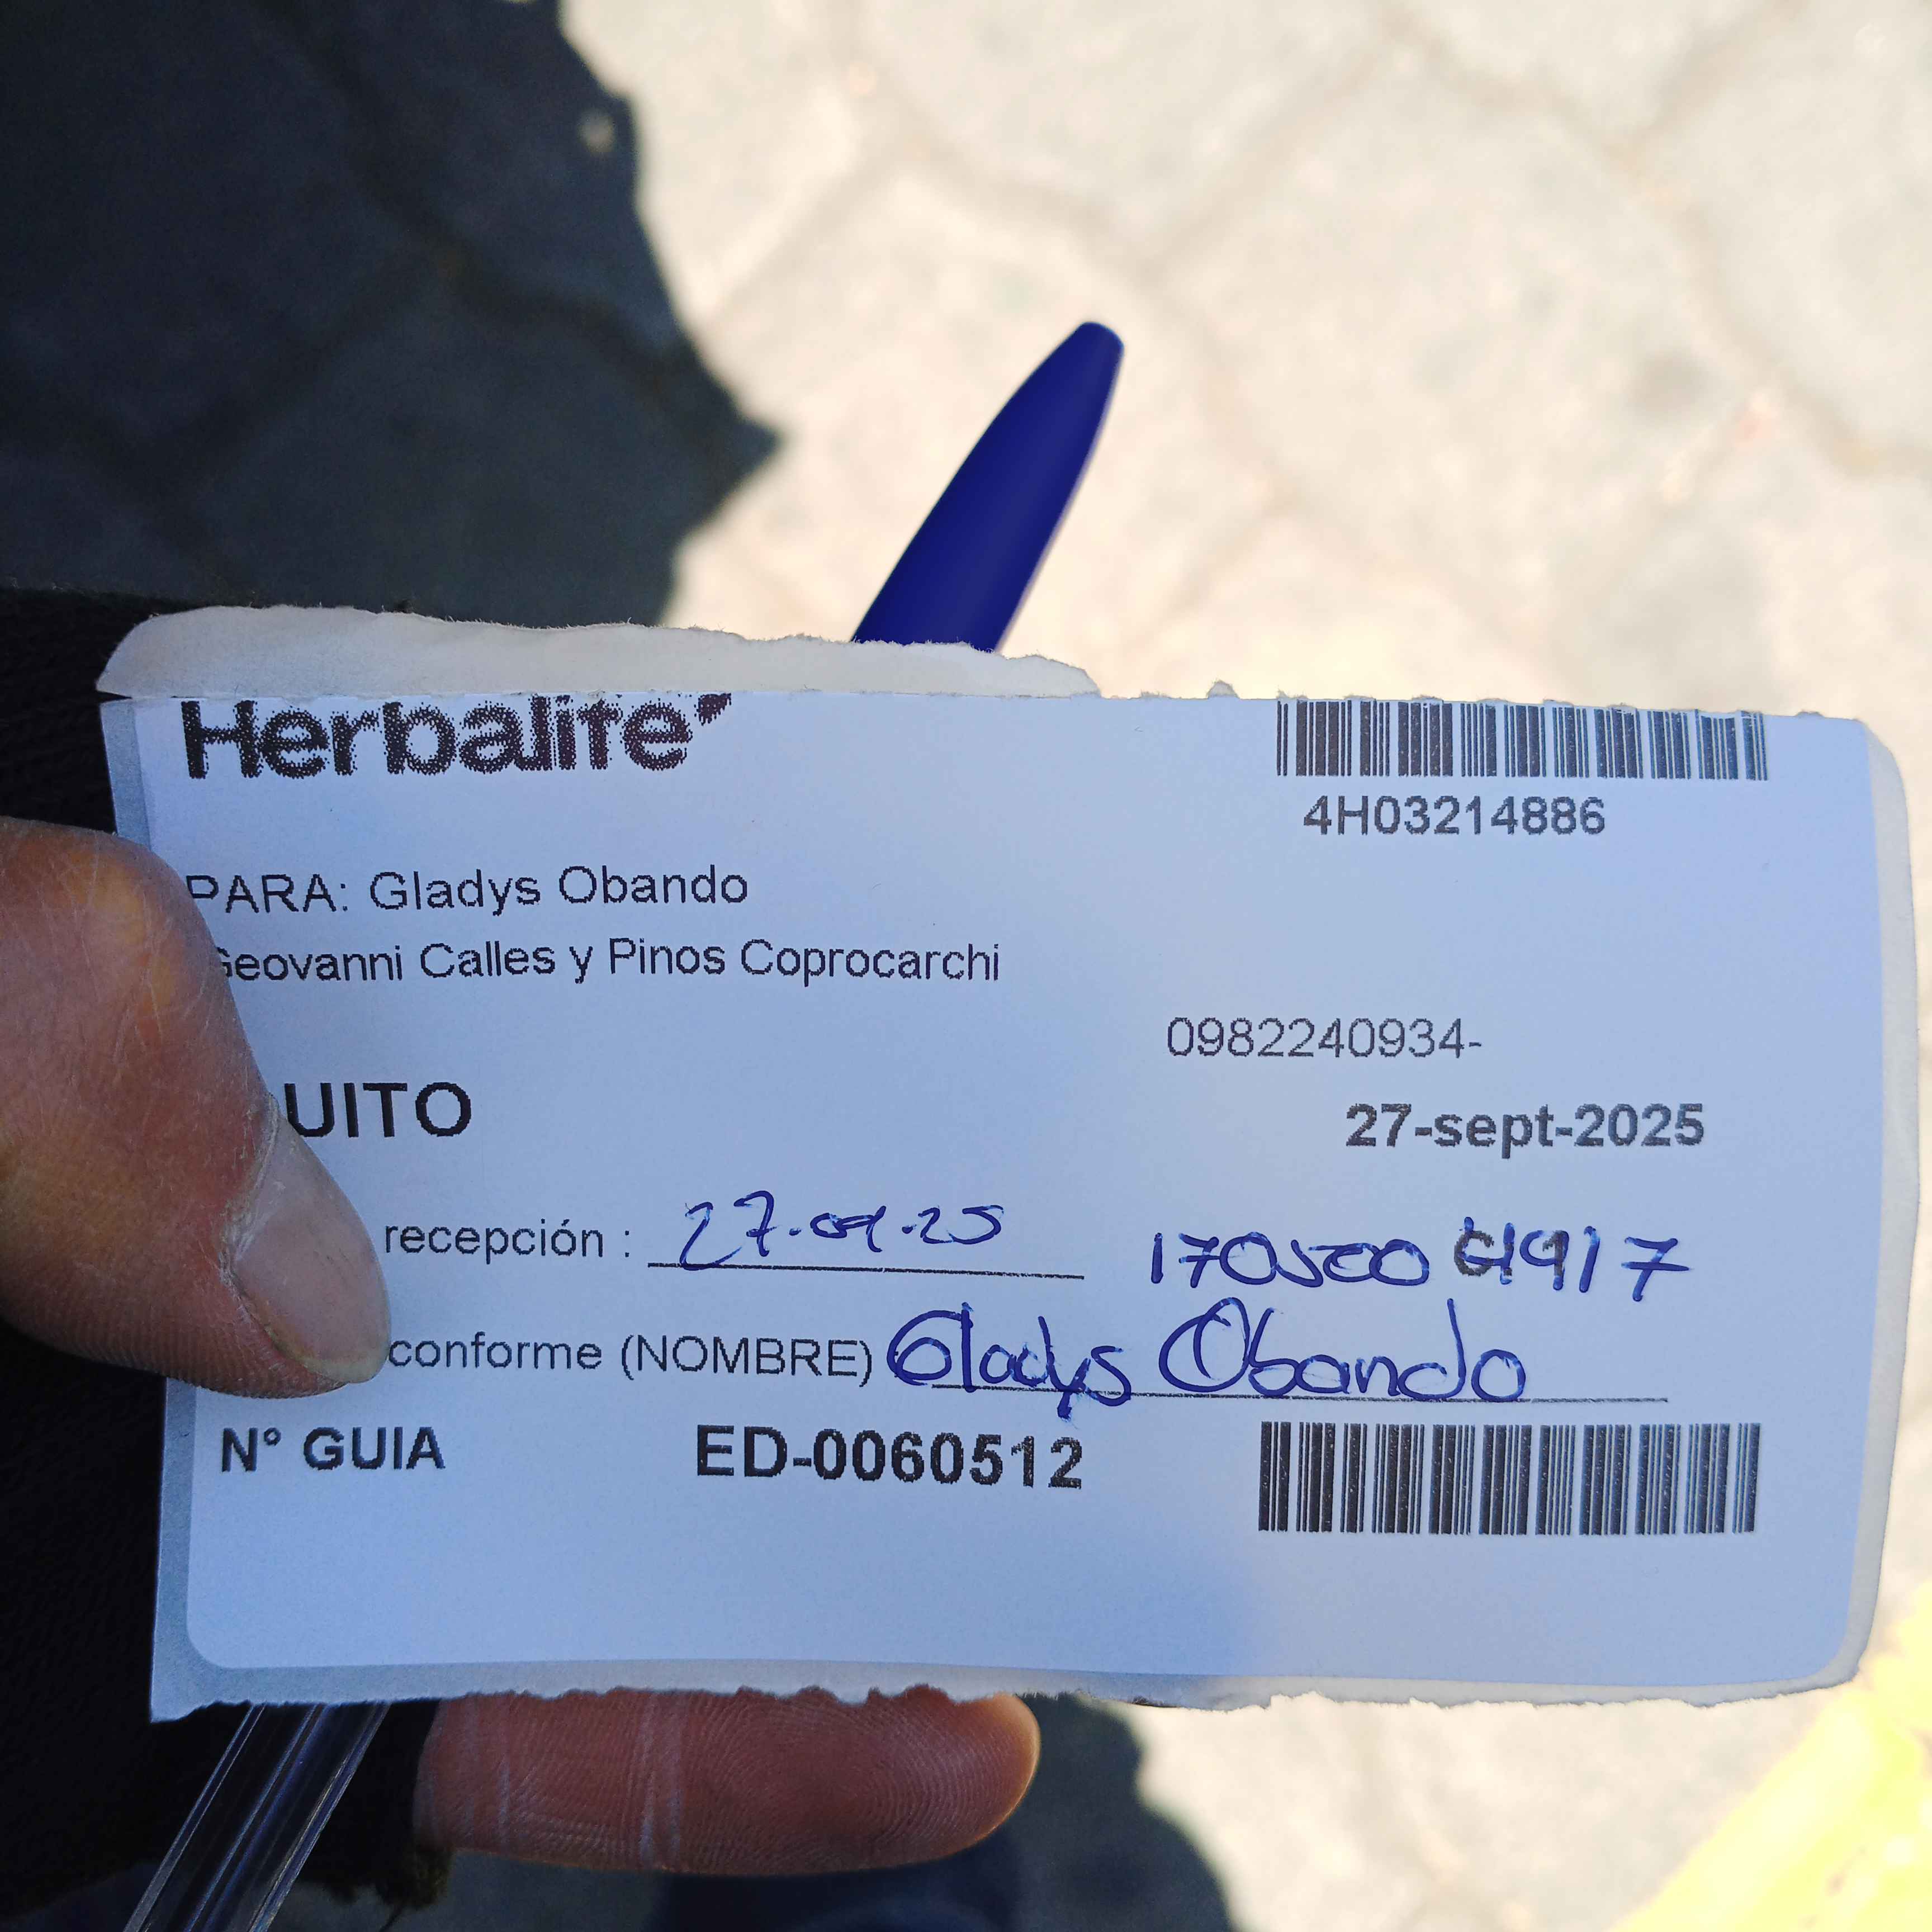 Herbalife
4H03214886
PARA: Gladys Obando
Geovanni Calles y Pinos Coprocarchi
0982240934-
UITO
27-sept-2025
recepción : 27.09.25
conforme (NOMBRE) Gladys Obando
N° GUIA ED-0060512